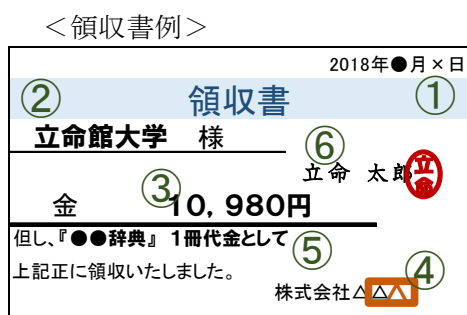 ＜領収書例＞
2018年●月×日
② 領収書 ①
立命館大学 様
⑥
立命 太郎 立命
③
金 10，980円
但し、『●●辞典』 1冊代金として
⑤
上記正に領収いたしました。
④
株式会社△△△